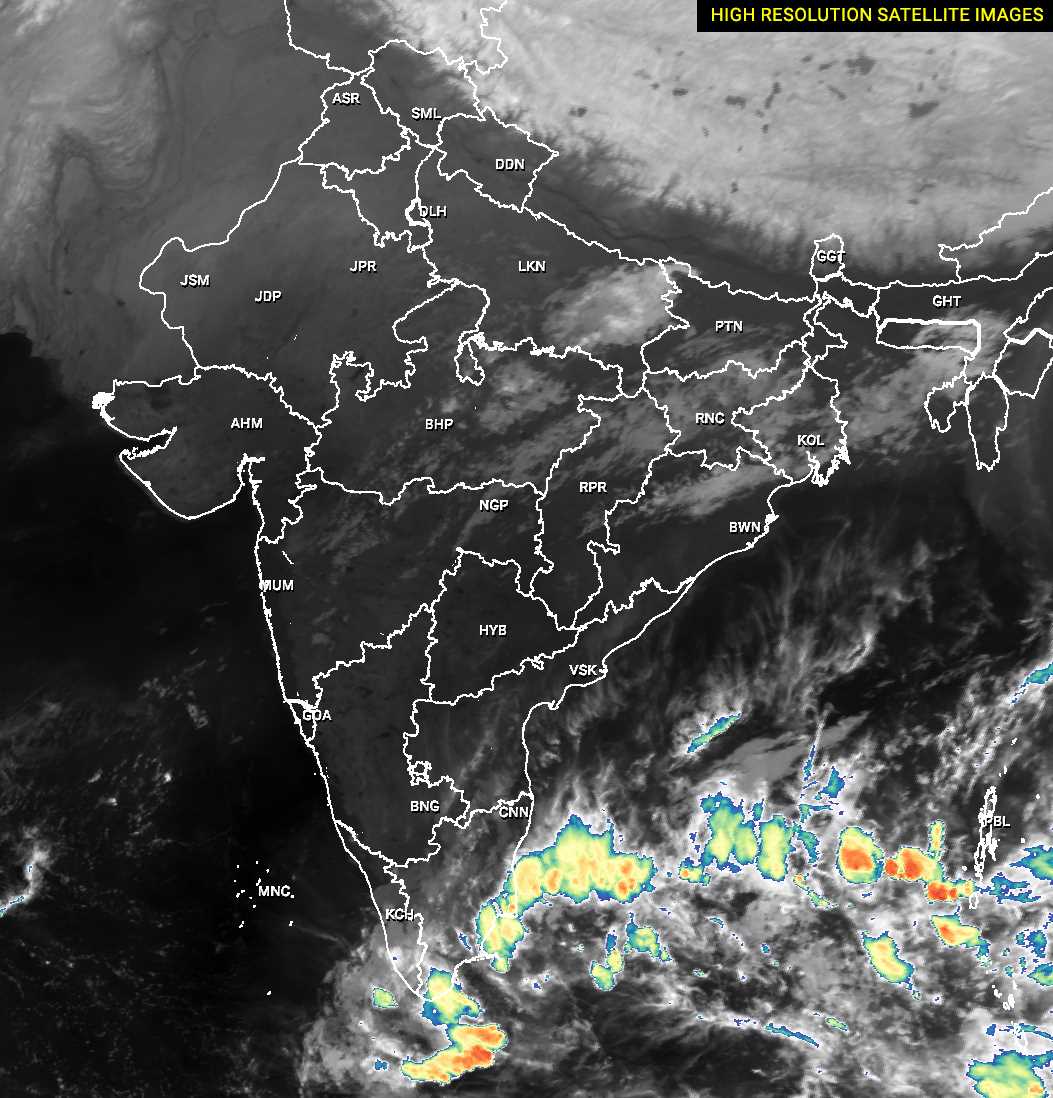 HIGH RESOLUTION SATELLITE IMAGES
ASR
SML
DDN
DLH
JSM
JDP
JPR
LKN
GGT
GHT
PTN
AHM
BHP
RNC
KOL
NGP
RPR
BWN
MUM
HYB
VSK
GOA
BNG
CNN
PBL
MNC
KCH